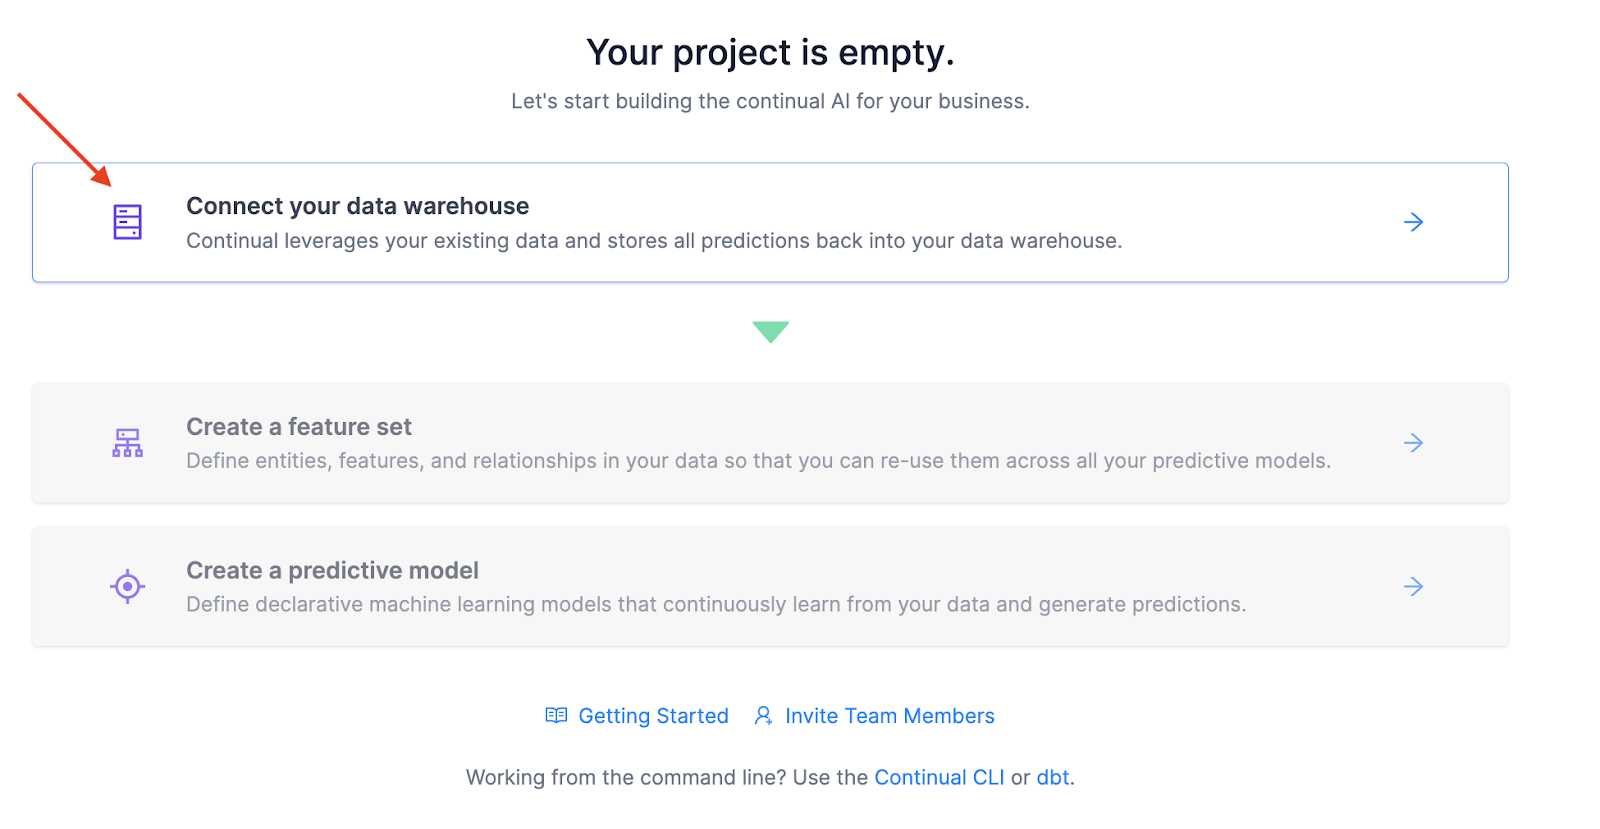 Your project is empty.
Let's start building the continual AI for your business.
Connect your data warehouse
Continual leverages your existing data and stores all predictions back into your data warehouse.
Create a feature set
Define entities, features, and relationships in your data so that you can re-use them across all your predictive models.
Create a predictive model
Define declarative machine learning models that continuously learn from your data and generate predictions.
Getting Started Invite Team Members
Working from the command line? Use the Continual CLI or dbt.